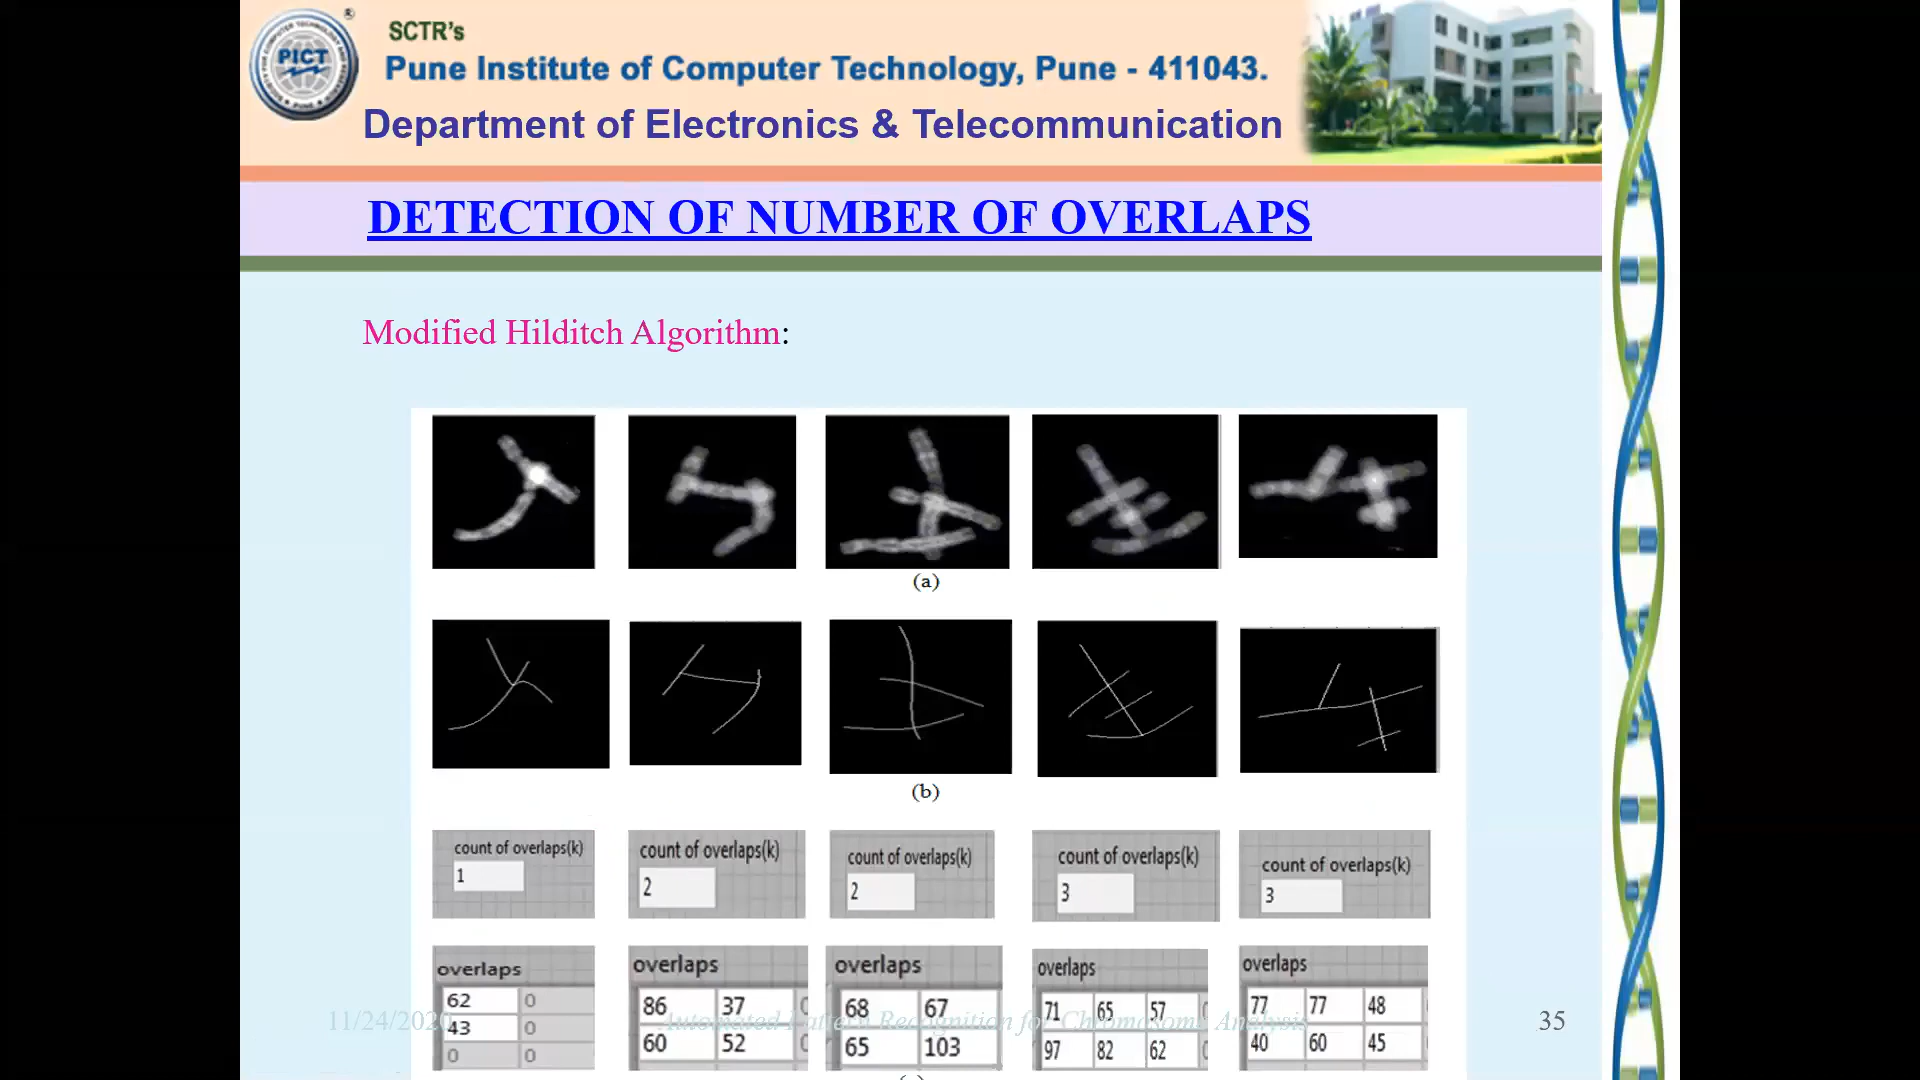 PICT
SCTR's
Pune Institute of Computer Technology, Pune - 411043.
Department of Electronics & Telecommunication
DETECTION OF NUMBER OF OVERLAPS
Modified Hilditch Algorithm:
(a)
(b)
count of overlaps(k) count of overlaps(k) count of overlaps(k) count of overlaps(k) count of overlaps(k)
1 2 2 3 3
overlaps overlaps overlaps overlaps overlaps
62 0 86 37 0 68 67 71 65 57 77 77 48
43 0 60 52 0 65 103 97 82 62 40 60 45
0 0
11/24/2020 Automated Pattern Recognition for Chromosome Analysis 35